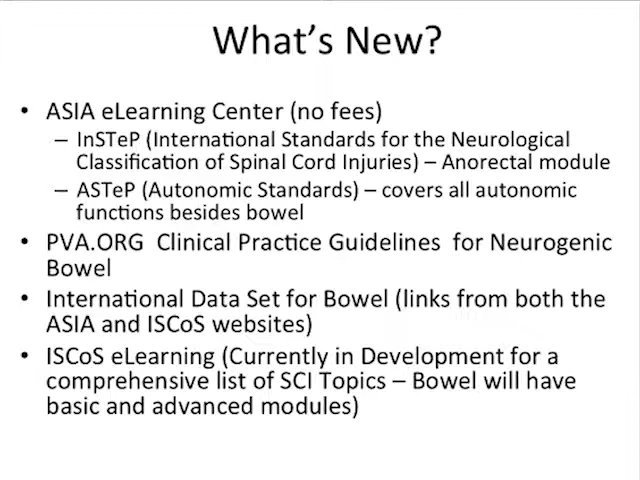 What's New?
• ASIA eLearning Center (no fees)
– InSTeP (International Standards for the Neurological
Classification of Spinal Cord Injuries) – Anorectal module
– ASTeP (Autonomic Standards) – covers all autonomic
functions besides bowel
• PVA.ORG Clinical Practice Guidelines for Neurogenic
Bowel
• International Data Set for Bowel (links from both the
ASIA and ISCoS websites)
• ISCoS eLearning (Currently in Development for a
comprehensive list of SCI Topics – Bowel will have
basic and advanced modules)